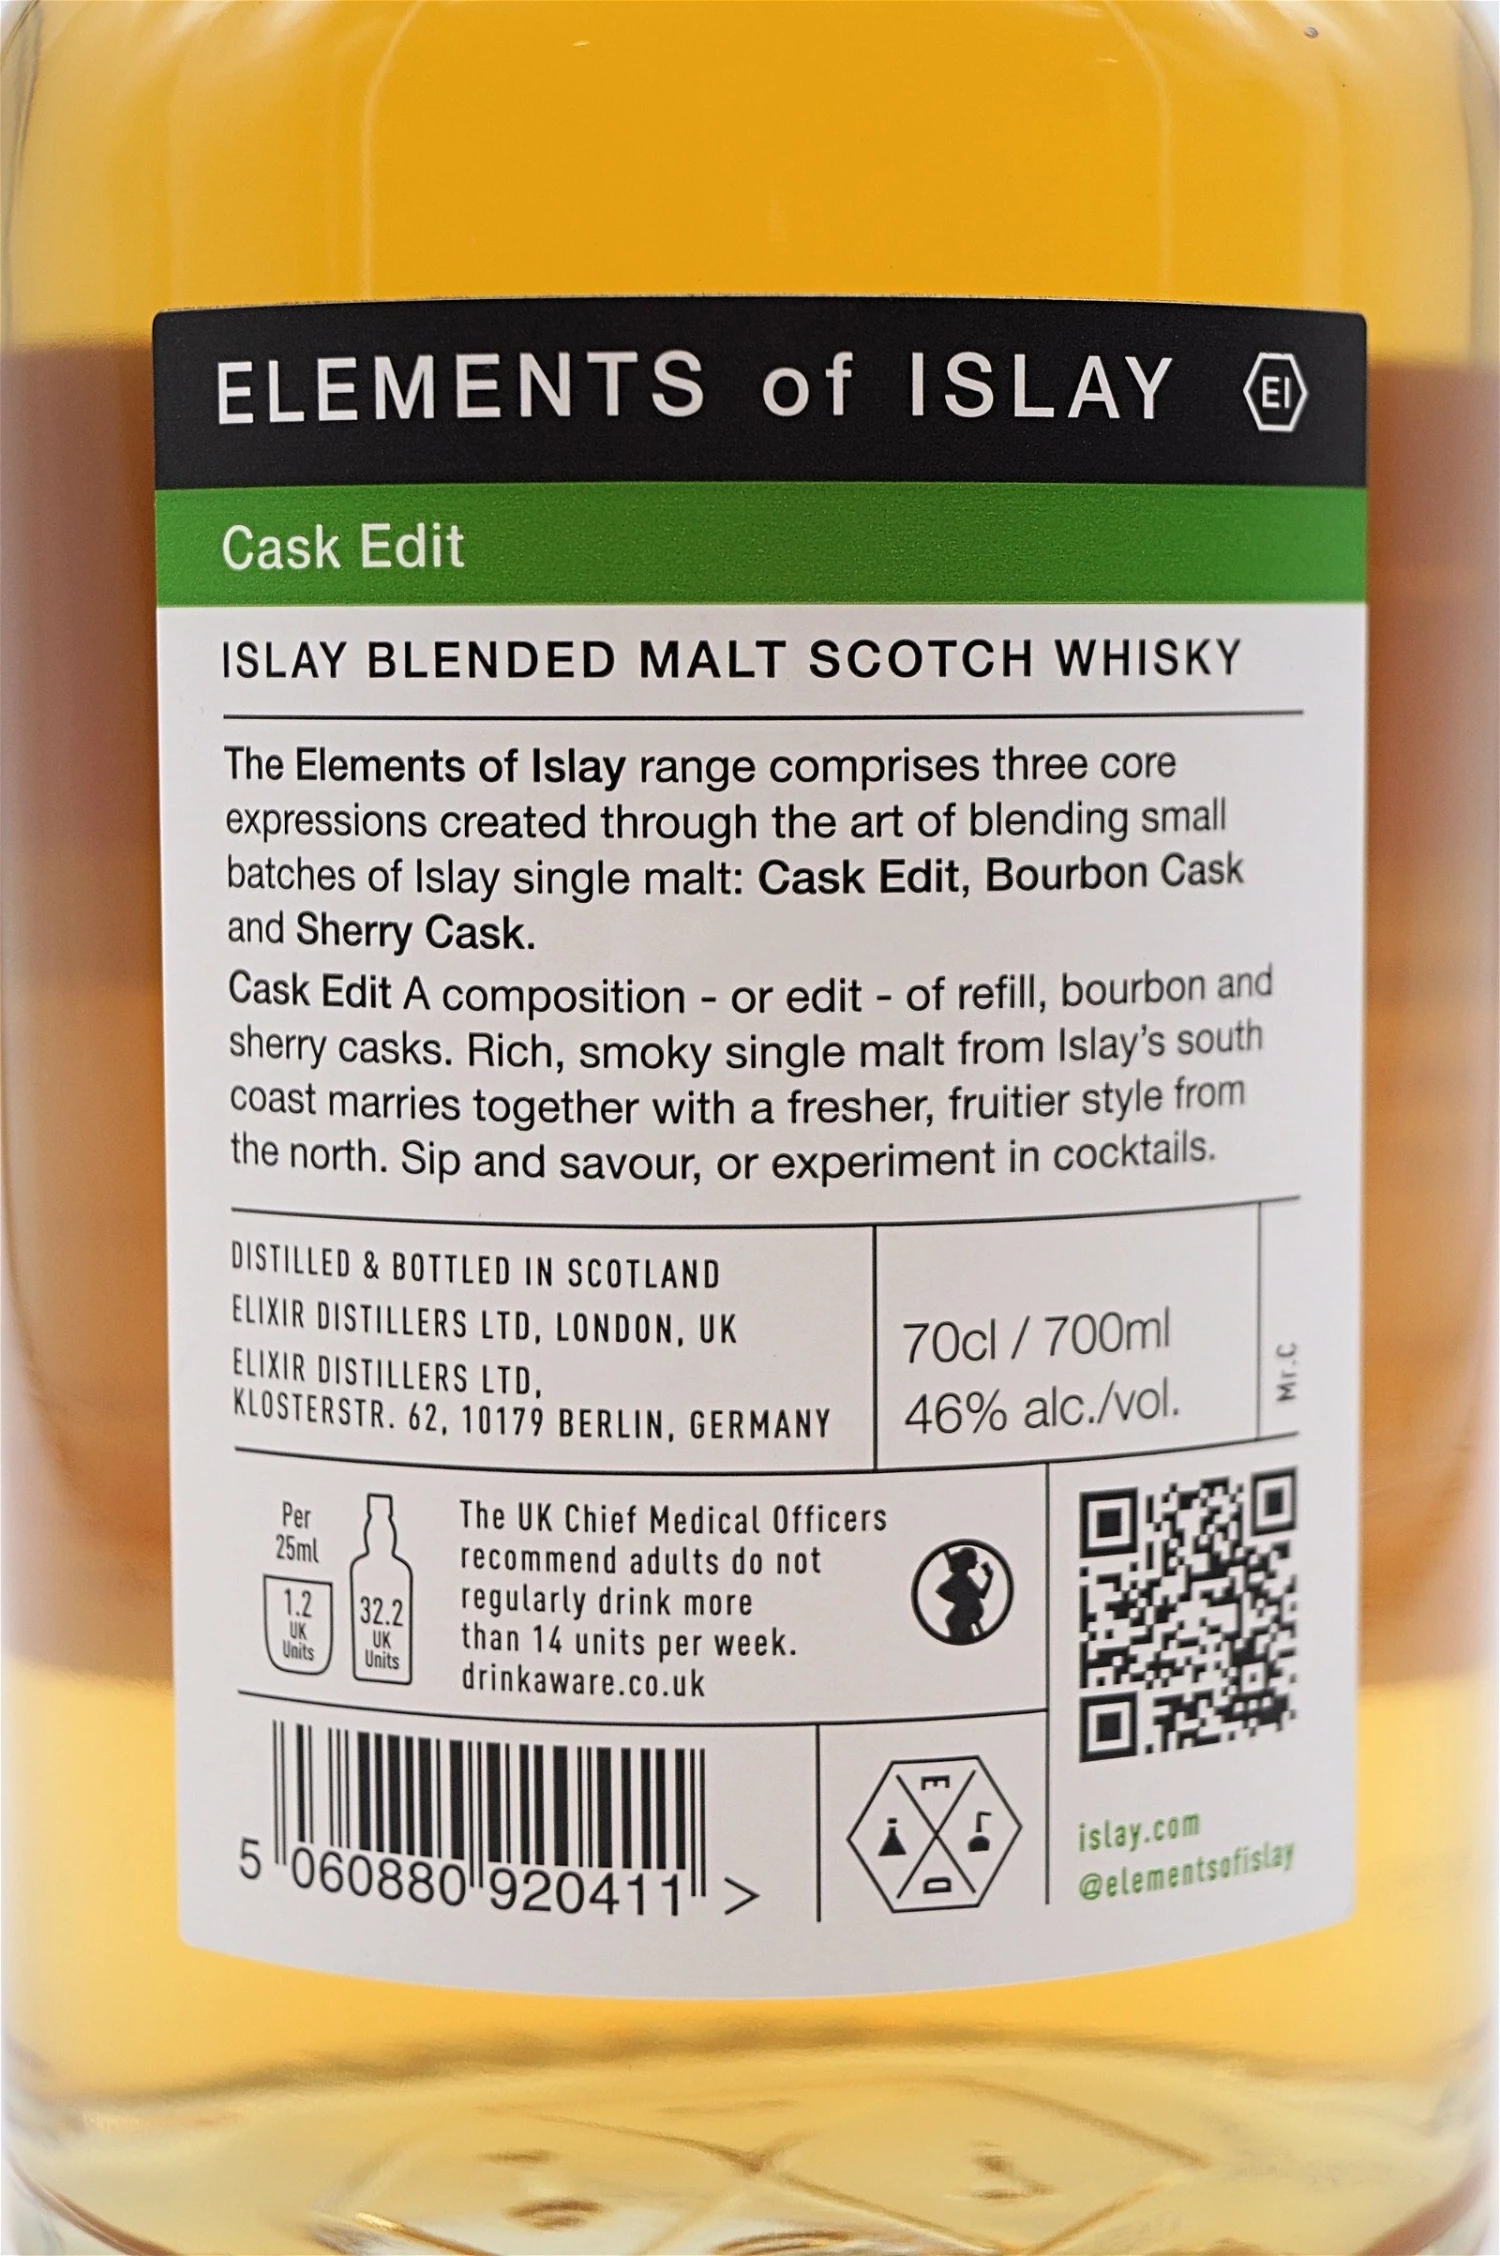 ELEMENTS of ISLAY EI
Cask Edit
ISLAY BLENDED MALT SCOTCH WHISKY
The Elements of Islay range comprises three core
expressions created through the art of blending small
batches of Islay single malt: Cask Edit, Bourbon Cask
and Sherry Cask.
Cask Edit A composition - or edit - of refill, bourbon and
sherry casks. Rich, smoky single malt from Islay's south
coast marries together with a fresher, fruitier style from
the north. Sip and savour, or experiment in cocktails.
DISTILLED & BOTTLED IN SCOTLAND
ELIXIR DISTILLERS LTD, LONDON, UK
ELIXIR DISTILLERS LTD,
KLOSTERSTR. 62, 10179 BERLIN, GERMANY
70cl / 700ml
46% alc./vol.
Mr.C
Per
25ml
1.2
UK
Units
32.2
UK
Units
The UK Chief Medical Officers
recommend adults do not
regularly drink more
than 14 units per week.
drinkaware.co.uk
5 060880 920411 >
E
D
islay.com
@elementsofislay